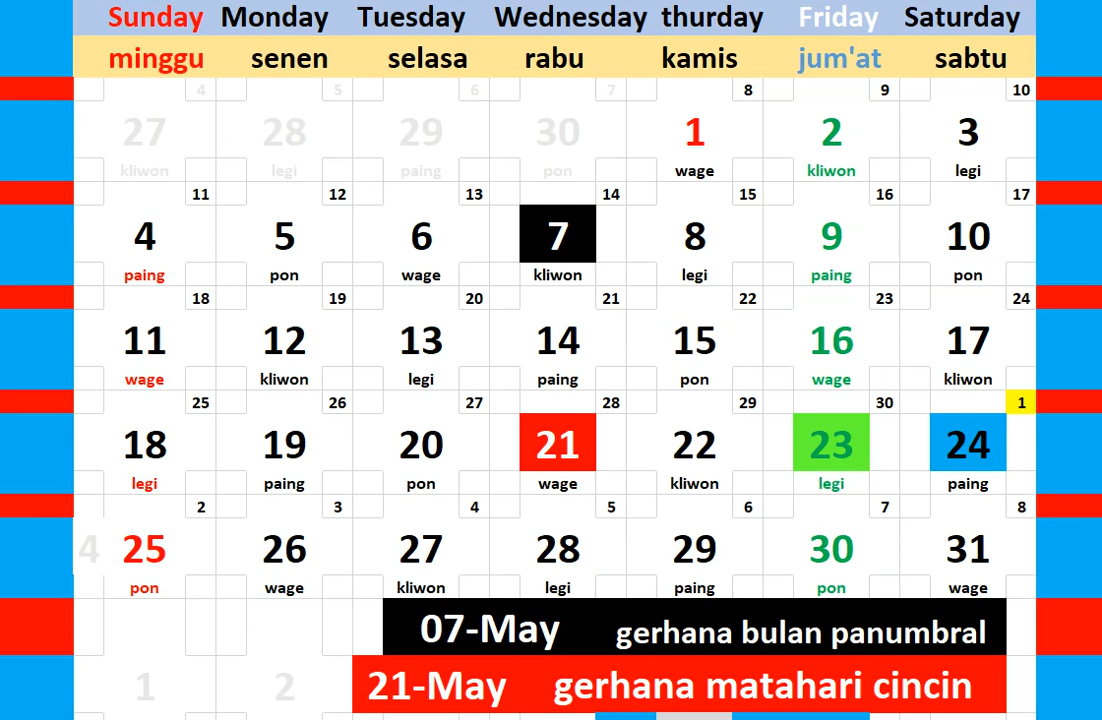 Sunday Monday Tuesday Wednesday thurday Friday Saturday
minggu senen selasa rabu kamis jum'at sabtu
4 5 6 7 8 9 10
27 28 29 30 1 2 3
kliwon legi paing pon wage kliwon legi
11 12 13 14 15 16 17
4 5 6 7 8 9 10
paing pon wage kliwon legi paing pon
18 19 20 21 22 23 24
11 12 13 14 15 16 17
wage kliwon legi paing pon wage kliwon
25 26 27 28 29 30 1
18 19 20 21 22 23 24
legi paing pon wage kliwon legi paing
2 3 4 5 6 7 8
4 25 26 27 28 29 30 31
pon wage kliwon legi paing pon wage
07-May gerhana bulan panumbral
1 2 21-May gerhana matahari cincin